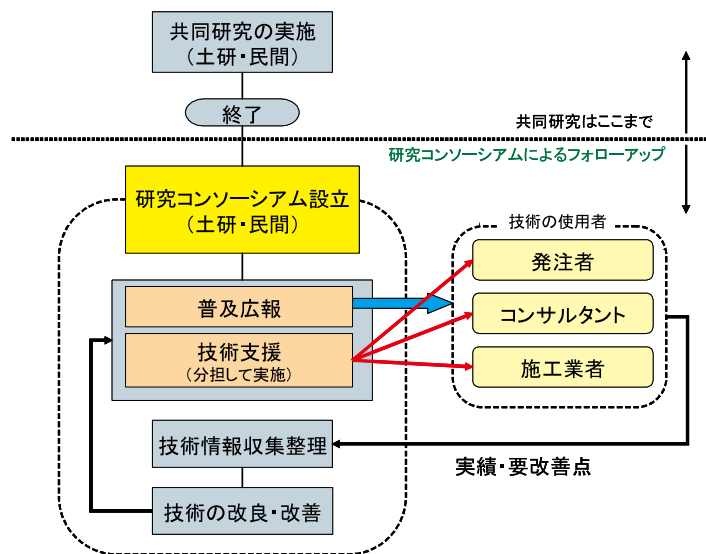 共同研究の実施
（土研・民間）
終了
共同研究はここまで
研究コンソーシアムによるフォローアップ
研究コンソーシアム設立
（土研・民間）
技術の使用者
発注者
普及広報
コンサルタント
技術支援
（分担して実施）
施工業者
技術情報収集整理
実績・要改善点
技術の改良・改善